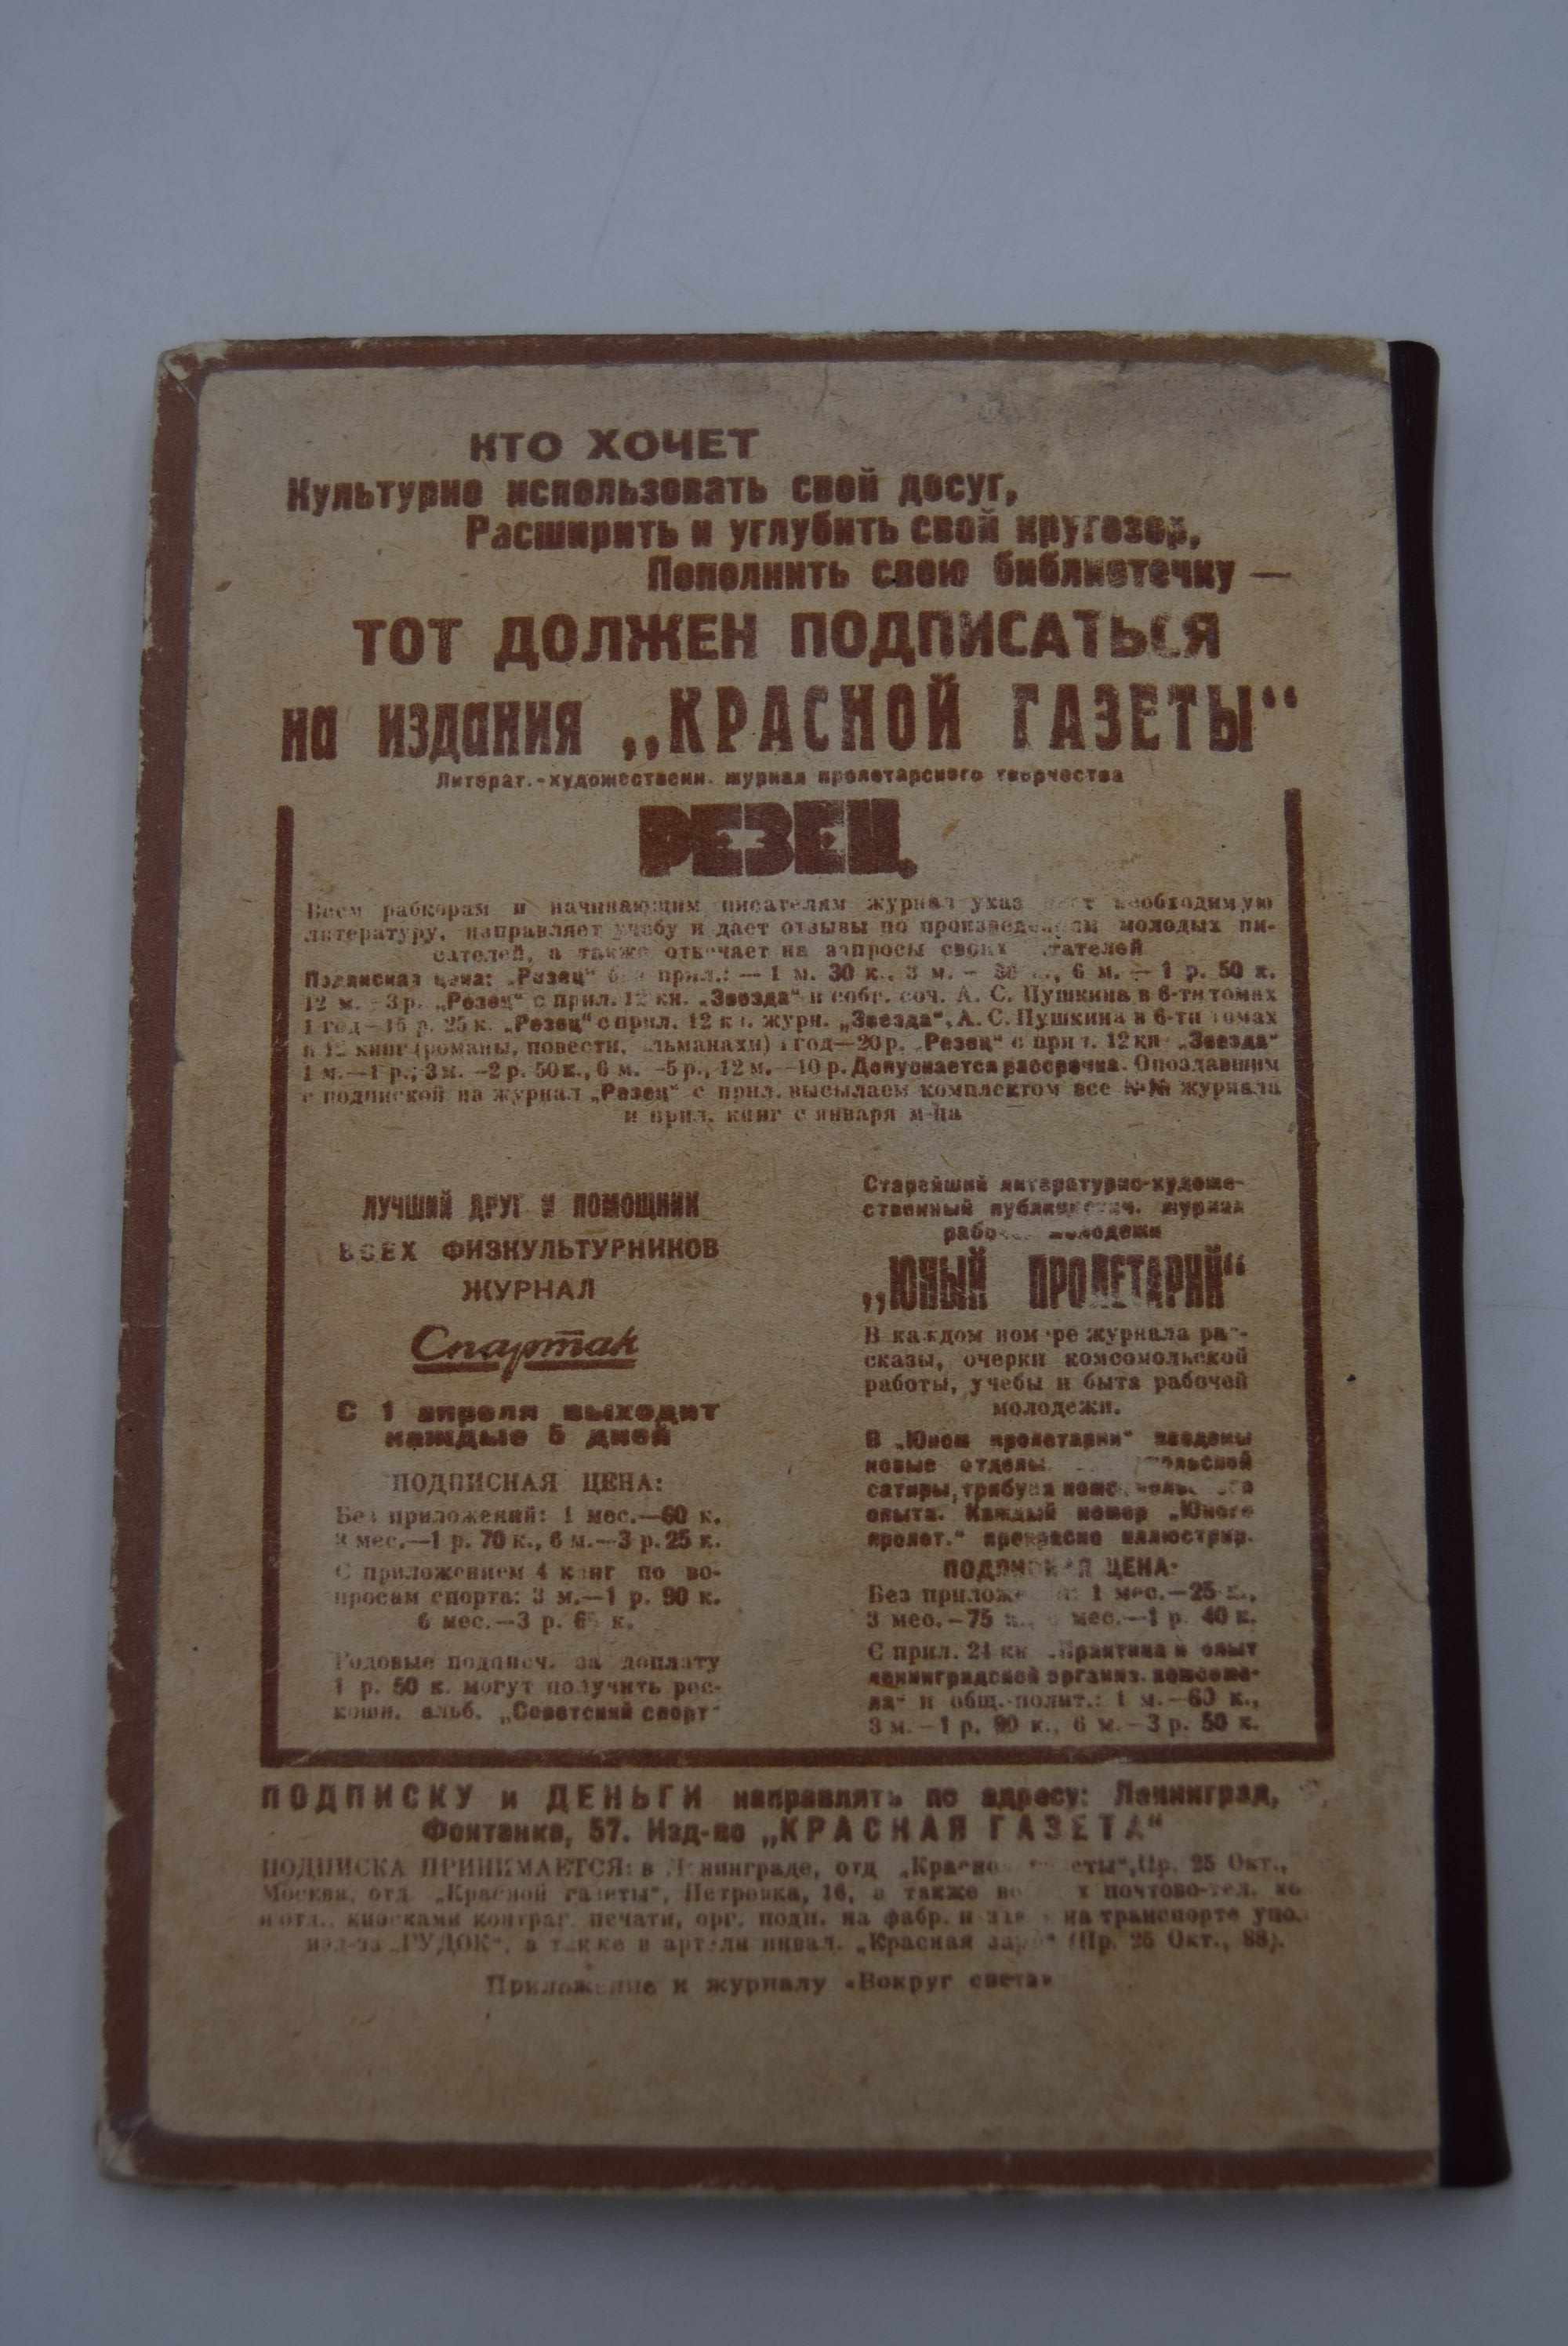 КТО ХОЧЕТ
Культурно использовать свой досуг,
Расширить и углубить свой кругозор,
Пополнить свою библиотечку —
ТОТ ДОЛЖЕН ПОДПИСАТЬСЯ
на издания „КРАСНОЙ ГАЗЕТЫ“
Литерат.-художественн. журнал пролетарского творчества
РЕЗЕЦ
Всем рабкорам и начинающим писателям журнал необходимую
литературу, направляет учебу и дает отзывы по произведениям молодых пи-
сателей, а также отвечает на запросы своих
Подписная цена: „Резец“ без прил.: — 1 м. 30 к., 3 м. — 6 м. — 1 р. 50 к.
12 м. —3 р. „Резец“ с прил. 12 кн. „Звезда“ и собр. соч. А. С. Пушкина в 6-ти томах
1 год—15 р. 25 к. „Резец“ с прил. 12 кн. журн. „Звезда“, А. С. Пушкина в 6-ти томах
и 12 книг (романы, повести, альманахи) 1 год—20 р. „Резец“ с прил. 12 кн „Звезда“
1 м.—1 р.; 3 м. —2 р. 50 к., 6 м. —5 р., 12 м. —10 р. Допускается рассрочка. Опоздавшим
с подпиской на журнал „Резец“ с прил. высылаем комплектом все №№ журнала
и прил. книг с января м-ца
ЛУЧШИЙ ДРУГ И ПОМОЩНИК
ВСЕХ ФИЗКУЛЬТУРНИКОВ
ЖУРНАЛ
Спартак
С 1 апреля выходит
каждые 5 дней
ПОДПИСНАЯ ЦЕНА:
Без приложений: 1 мес.—60 к.
3 мес.—1 р. 70 к., 6 м.—3 р. 25 к.
С приложением 4 книг по во-
просам спорта: 3 м.—1 р. 90 к.
6 мес.—3 р. к.
Годовые подписч. за доплату
1 р. 50 к. могут получить рос-
кошн. альб. „Советский спорт“
Старейший литературно-художе-
ственный публицистич. журнал
рабочей молодежи
„ЮНЫЙ ПРОЛЕТАРИЙ“
В каждом номере журнала рас-
сказы, очерки комсомольской
работы, учебы и быта рабочей
молодежи.
В „Юном пролетарии“ введены
новые отделы:
сатиры, трибуна комсомольского
опыта. Каждый номер „Юного
пролет.“ прекрасно иллюстрир.
ПОДПИСНАЯ ЦЕНА:
Без приложений: 1 мес.—25 к.,
3 мес.—75 к., мес.—1 р. 40 к.
С прил. 24 кн. „Практика и опыт
ленинградской организ. комсомо-
ла“ и общ.-полит.: 1 м.—60 к.,
3 м.—1 р. 90 к., 6 м.—3 р. 50 к.
ПОДПИСКУ и ДЕНЬГИ направлять по адресу: Ленинград,
Фонтанка, 57. Изд-во „КРАСНАЯ ГАЗЕТА“
ПОДПИСКА ПРИНИМАЕТСЯ: в Ленинграде, отд „Красной газеты“, Пр. 25 Окт.,
Москва, отд. „Красной газеты“, Петровка, 16, а также во почтово-тел.
и отд., киосками контраг. печати, орг. подп. на фабр. и на транспорте упол.
изд-ва „ГУДОК“, а также в артели инвал. „Красная заря“ (Пр. 25 Окт., 88).
Приложение к журналу «Вокруг света»